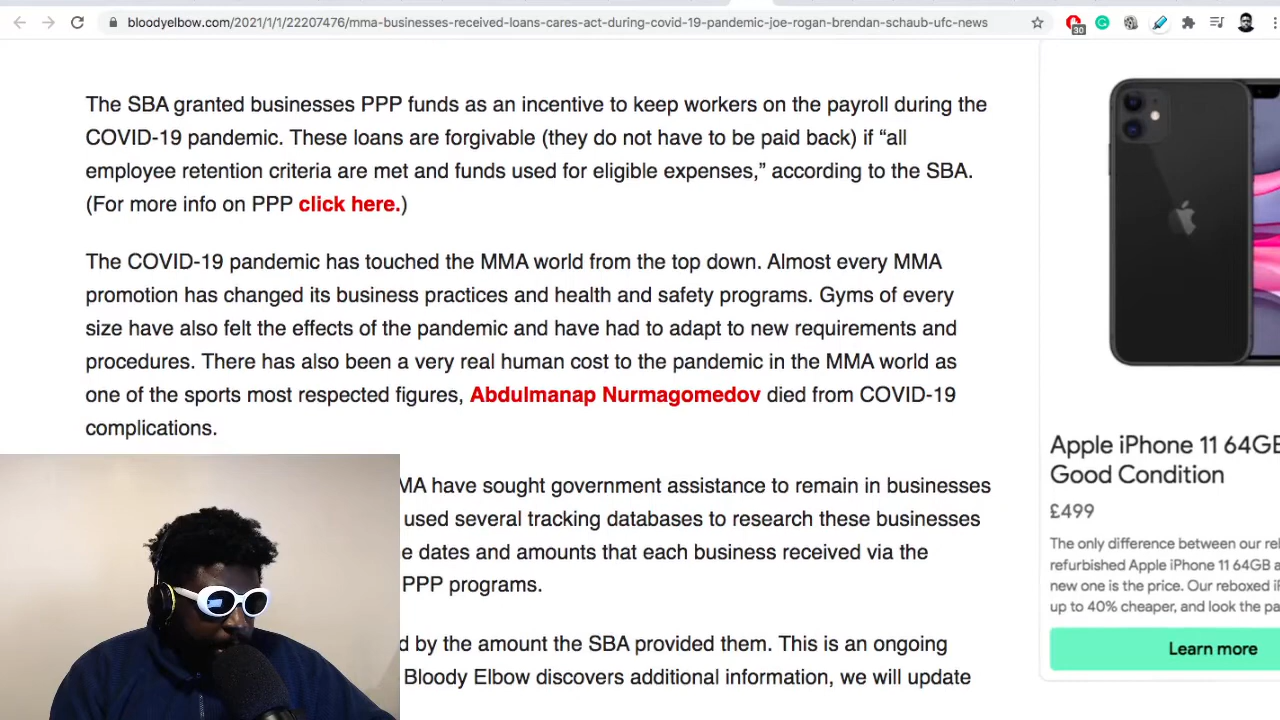 bloodyelbow.com/2021/1/1/22207476/mma-businesses-received-loans-cares-act-during-covid-19-pandemic-joe-rogan-brendan-schaub-ufc-news
30
The SBA granted businesses PPP funds as an incentive to keep workers on the payroll during the
COVID-19 pandemic. These loans are forgivable (they do not have to be paid back) if “all
employee retention criteria are met and funds used for eligible expenses,” according to the SBA.
(For more info on PPP click here.)
The COVID-19 pandemic has touched the MMA world from the top down. Almost every MMA
promotion has changed its business practices and health and safety programs. Gyms of every
size have also felt the effects of the pandemic and have had to adapt to new requirements and
procedures. There has also been a very real human cost to the pandemic in the MMA world as
one of the sports most respected figures, Abdulmanap Nurmagomedov died from COVID-19
complications.
MA have sought government assistance to remain in businesses
used several tracking databases to research these businesses
e dates and amounts that each business received via the
PPP programs.
d by the amount the SBA provided them. This is an ongoing
Bloody Elbow discovers additional information, we will update
Apple iPhone 11 64GB
Good Condition
£499
The only difference between our re
refurbished Apple iPhone 11 64GB a
new one is the price. Our reboxed iP
up to 40% cheaper, and look the pa
Learn more